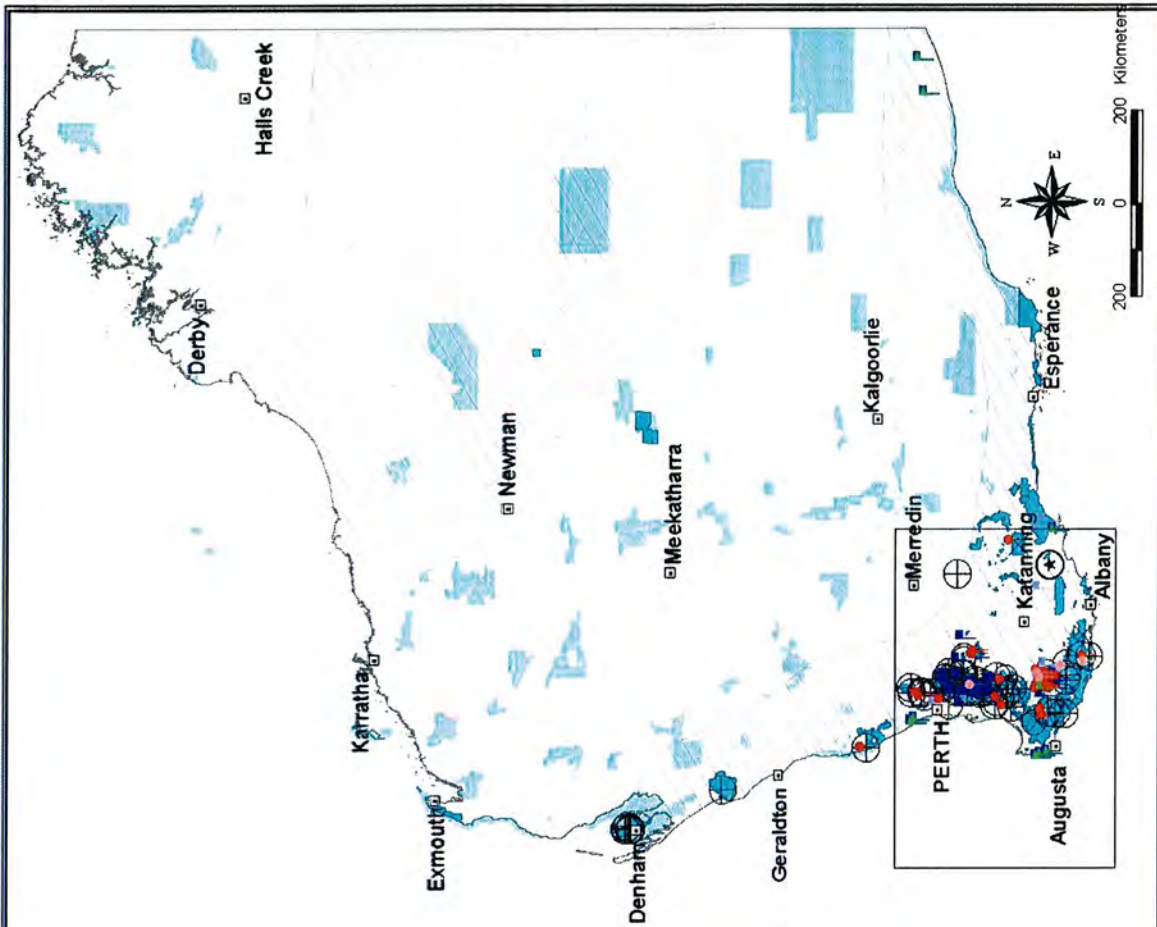 Halls Creek
Derby
Karratha
Exmouth
Newman
Meekatharra
Denham
Geraldton
Kalgoorlie
Merredin
PERTH
Katanning
Esperance
Augusta
Albany
N
W
E
S
200 0 200 Kilometers